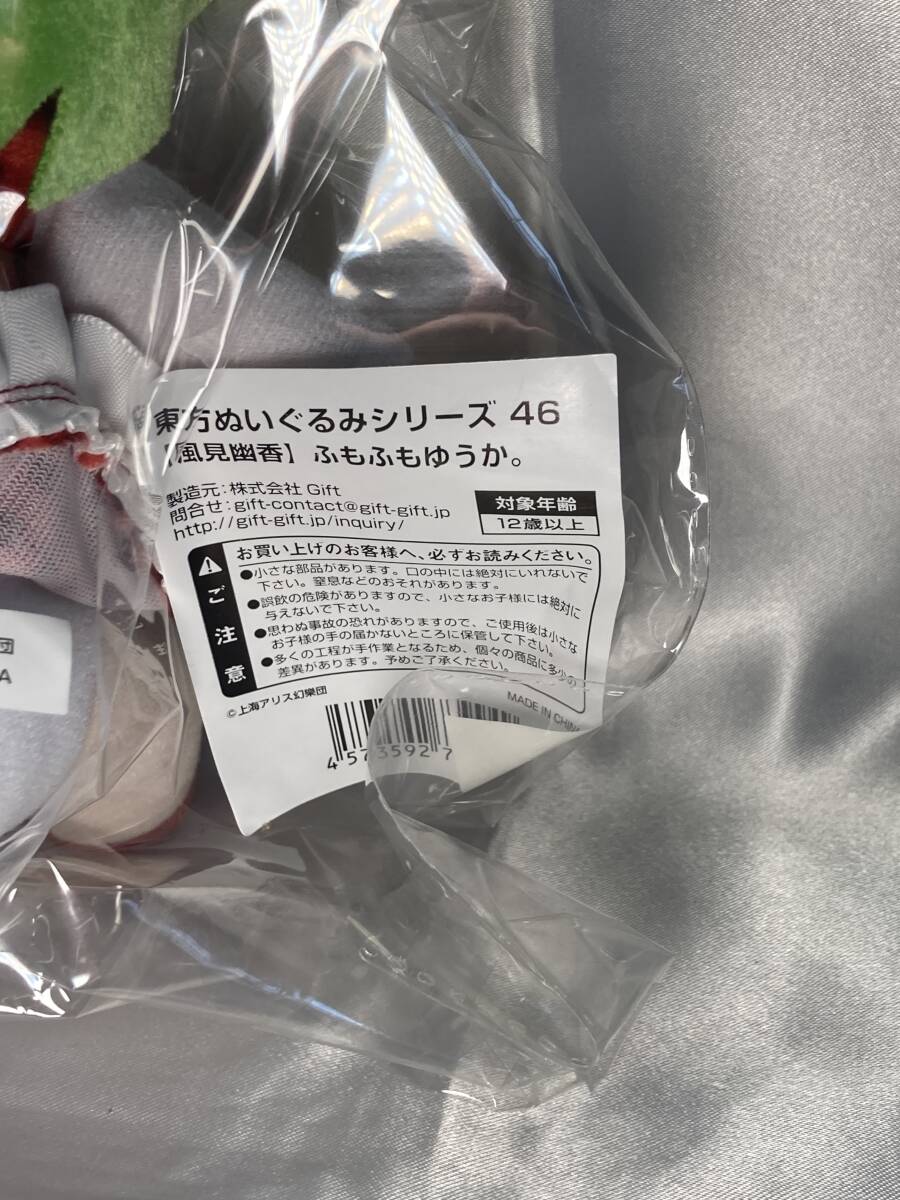 東方ぬいぐるみシリーズ 46
【風見幽香】ふもふもゆうか。
製造元:株式会社 Gift
問合せ:gift-contact@gift-gift.jp
http://gift-gift.jp/inquiry/
対象年齢
12歳以上
ご注意
お買い上げのお客様へ、必ずお読みください。
●小さな部品があります。口の中には絶対にいれないで
下さい。窒息などのおそれがあります。
●誤飲の危険がありますので、小さなお子様には絶対に
与えないで下さい。
●思わぬ事故の恐れがありますので、ご使用後は小さな
お子様の手の届かないところに保管して下さい。
●多くの工程が手作業となるため、個々の商品に多少の
差異があります。予めご了承ください。
©上海アリス幻樂団
MADE IN CHINA
団
A